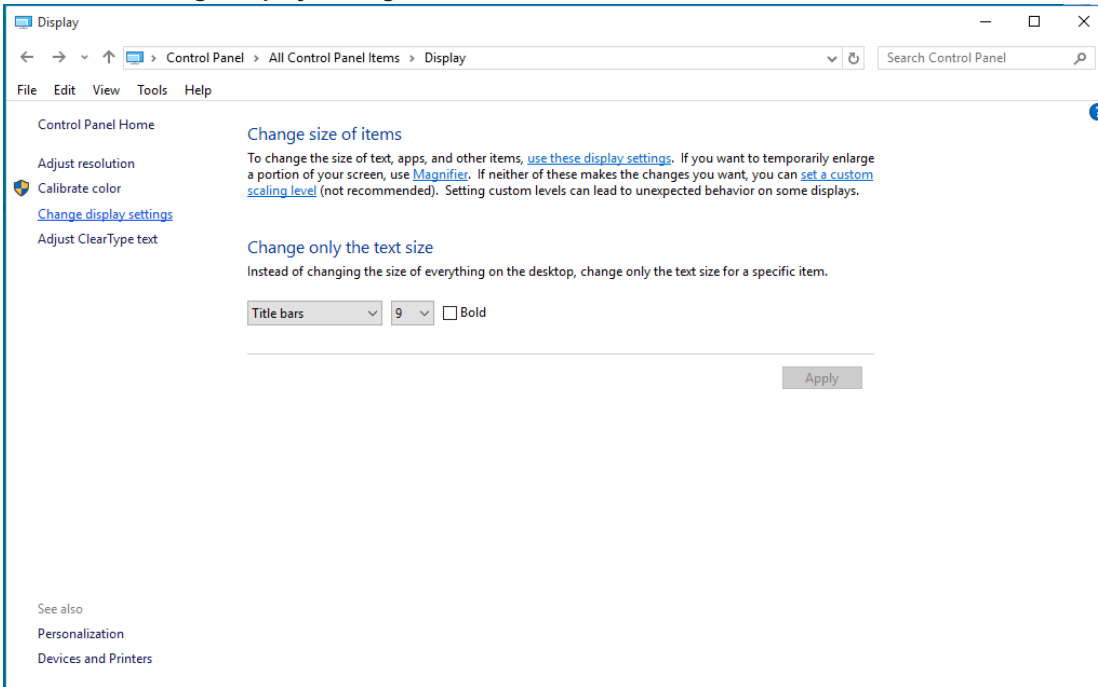 Display
Control Panel > All Control Panel Items > Display
Search Control Panel
File Edit View Tools Help
Control Panel Home
Adjust resolution
Calibrate color
Change display settings
Adjust ClearType text
Change size of items
To change the size of text, apps, and other items, use these display settings. If you want to temporarily enlarge
a portion of your screen, use Magnifier. If neither of these makes the changes you want, you can set a custom
scaling level (not recommended). Setting custom levels can lead to unexpected behavior on some displays.
Change only the text size
Instead of changing the size of everything on the desktop, change only the text size for a specific item.
Title bars 9 Bold
Apply
See also
Personalization
Devices and Printers